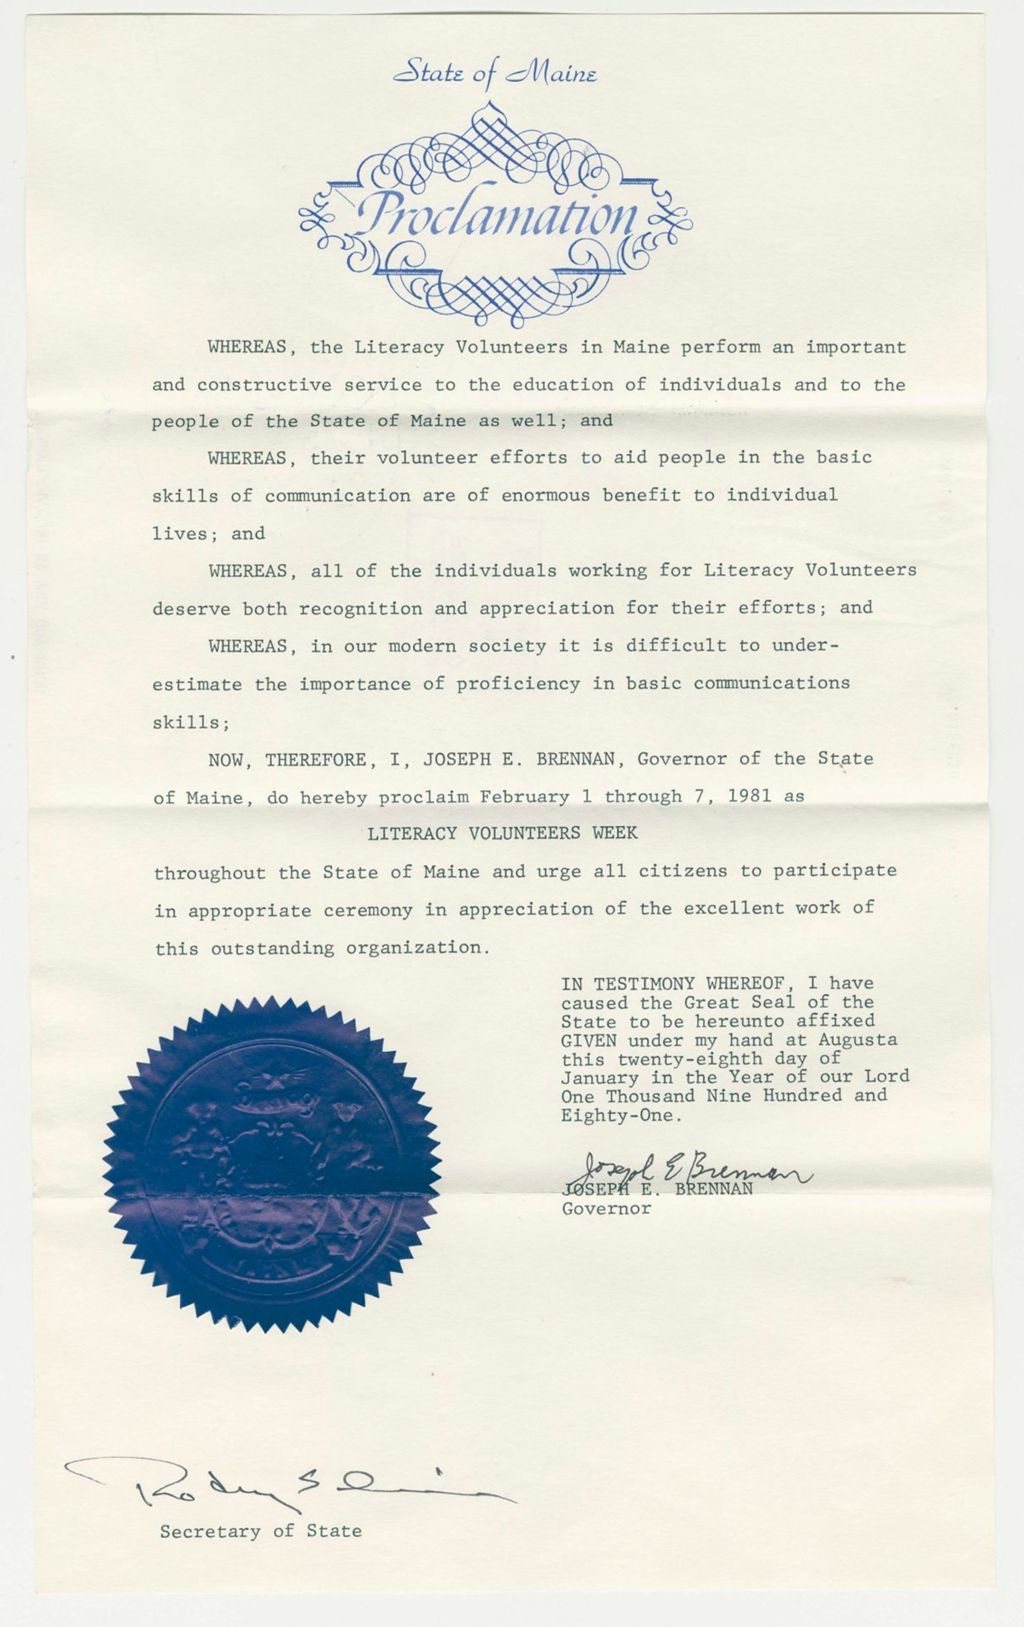 State of Maine
Proclamation
WHEREAS, the Literacy Volunteers in Maine perform an important
and constructive service to the education of individuals and to the
people of the State of Maine as well; and
WHEREAS, their volunteer efforts to aid people in the basic
skills of communication are of enormous benefit to individual
lives; and
WHEREAS, all of the individuals working for Literacy Volunteers
deserve both recognition and appreciation for their efforts; and
WHEREAS, in our modern society it is difficult to under-
estimate the importance of proficiency in basic communications
skills;
NOW, THEREFORE, I, JOSEPH E. BRENNAN, Governor of the State
of Maine, do hereby proclaim February 1 through 7, 1981 as
LITERACY VOLUNTEERS WEEK
throughout the State of Maine and urge all citizens to participate
in appropriate ceremony in appreciation of the excellent work of
this outstanding organization.
IN TESTIMONY WHEREOF, I have
caused the Great Seal of the
State to be hereunto affixed
GIVEN under my hand at Augusta
this twenty-eighth day of
January in the Year of our Lord
One Thousand Nine Hundred and
Eighty-One.
Joseph E Brennan
JOSEPH E. BRENNAN
Governor
Rodney S
Secretary of State